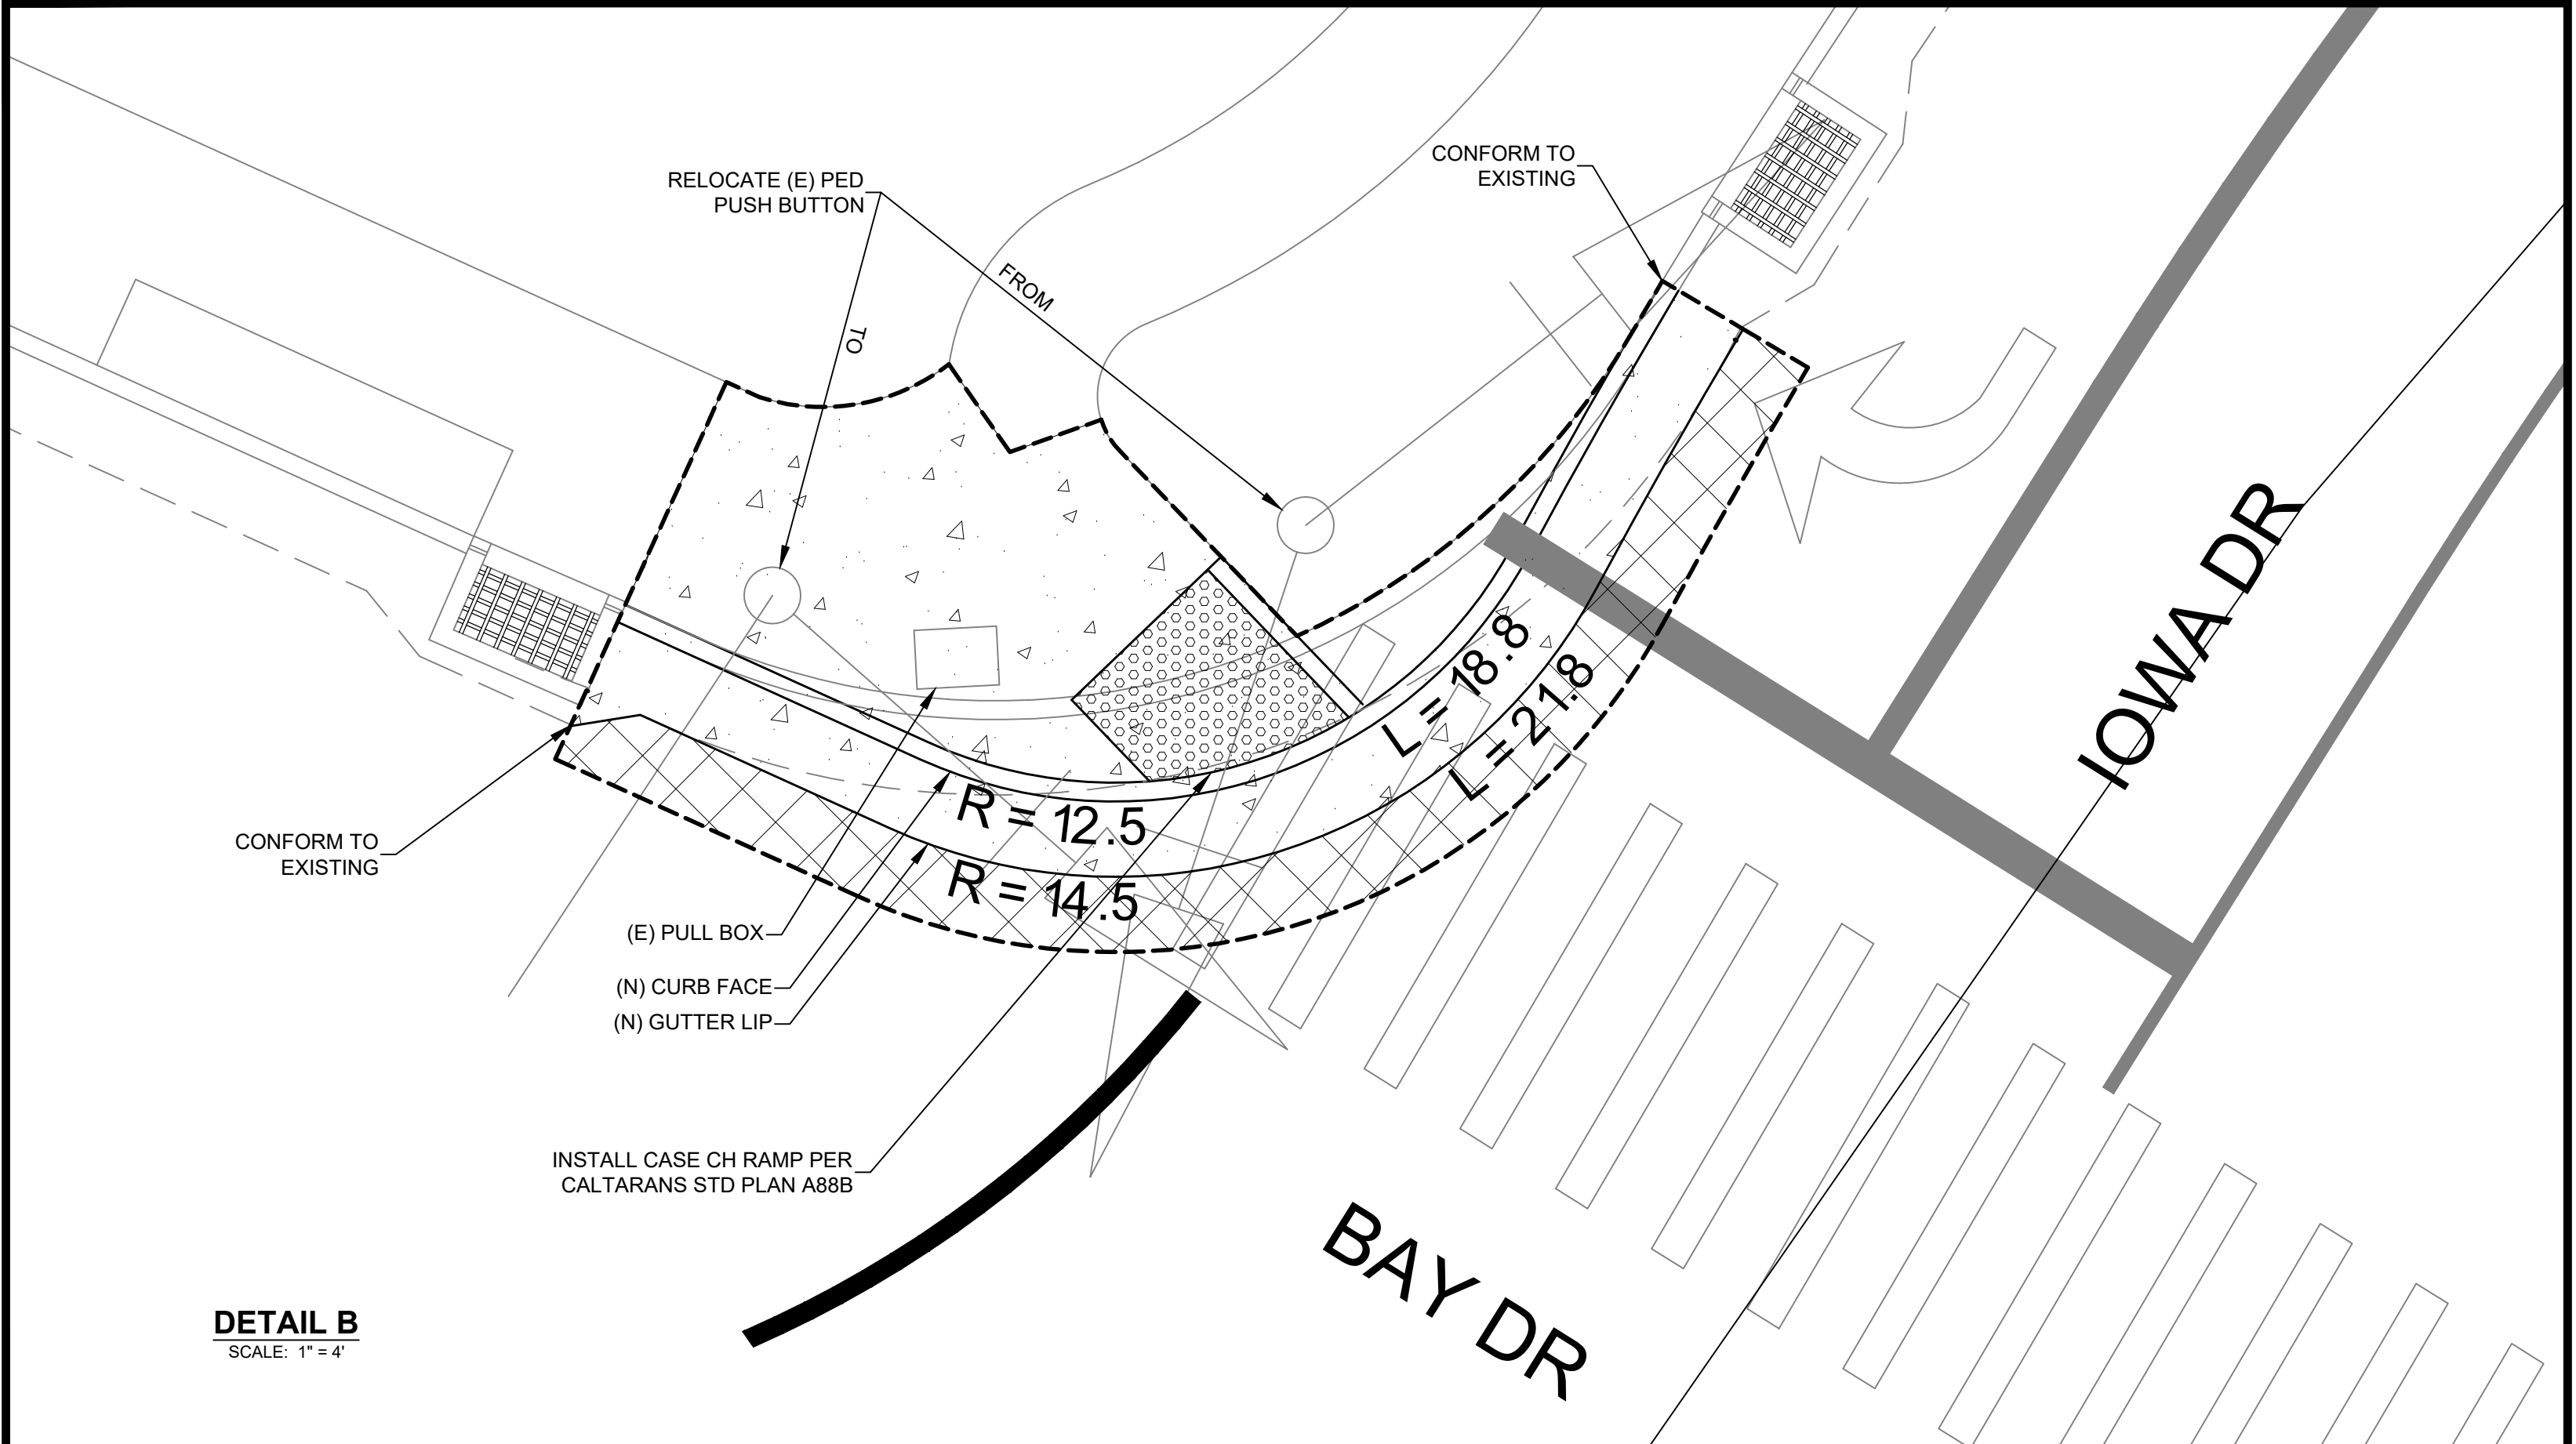 RELOCATE (E) PED
PUSH BUTTON
TO
FROM
CONFORM TO
EXISTING
IOWA DR
L = 18.8
L = 21.8
R = 12.5
R = 14.5
CONFORM TO
EXISTING
(E) PULL BOX
(N) CURB FACE
(N) GUTTER LIP
INSTALL CASE CH RAMP PER
CALTARANS STD PLAN A88B
BAY DR
DETAIL B
SCALE: 1" = 4'